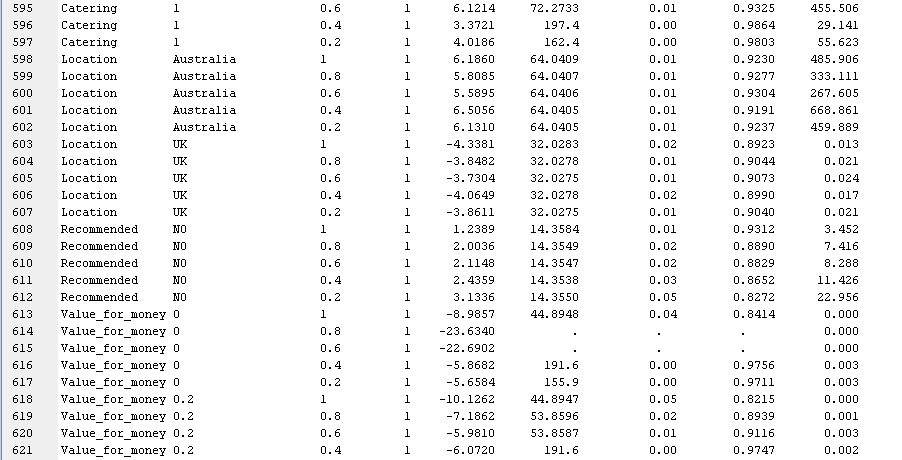 595 Catering 1 0.6 1 6.1214 72.2733 0.01 0.9325 455.506
596 Catering 1 0.4 1 3.3721 197.4 0.00 0.9864 29.141
597 Catering 1 0.2 1 4.0186 162.4 0.00 0.9803 55.623
598 Location Australia 1 1 6.1860 64.0409 0.01 0.9230 485.906
599 Location Australia 0.8 1 5.8085 64.0407 0.01 0.9277 333.111
600 Location Australia 0.6 1 5.5895 64.0406 0.01 0.9304 267.605
601 Location Australia 0.4 1 6.5056 64.0405 0.01 0.9191 668.861
602 Location Australia 0.2 1 6.1310 64.0405 0.01 0.9237 459.889
603 Location UK 1 1 -4.3381 32.0283 0.02 0.8923 0.013
604 Location UK 0.8 1 -3.8482 32.0278 0.01 0.9044 0.021
605 Location UK 0.6 1 -3.7304 32.0275 0.01 0.9073 0.024
606 Location UK 0.4 1 -4.0649 32.0278 0.02 0.8990 0.017
607 Location UK 0.2 1 -3.8611 32.0275 0.01 0.9040 0.021
608 Recommended NO 1 1 1.2389 14.3584 0.01 0.9312 3.452
609 Recommended NO 0.8 1 2.0036 14.3549 0.02 0.8890 7.416
610 Recommended NO 0.6 1 2.1148 14.3547 0.02 0.8829 8.288
611 Recommended NO 0.4 1 2.4359 14.3538 0.03 0.8652 11.426
612 Recommended NO 0.2 1 3.1336 14.3550 0.05 0.8272 22.956
613 Value_for_money 0 1 1 -8.9857 44.8948 0.04 0.8414 0.000
614 Value_for_money 0 0.8 1 -23.6340 . . . 0.000
615 Value_for_money 0 0.6 1 -22.6902 . . . 0.000
616 Value_for_money 0 0.4 1 -5.8682 191.6 0.00 0.9756 0.003
617 Value_for_money 0 0.2 1 -5.6584 155.9 0.00 0.9711 0.003
618 Value_for_money 0.2 1 1 -10.1262 44.8947 0.05 0.8215 0.000
619 Value_for_money 0.2 0.8 1 -7.1862 53.8596 0.02 0.8939 0.001
620 Value_for_money 0.2 0.6 1 -5.9810 53.8587 0.01 0.9116 0.003
621 Value_for_money 0.2 0.4 1 -6.0720 191.6 0.00 0.9747 0.002